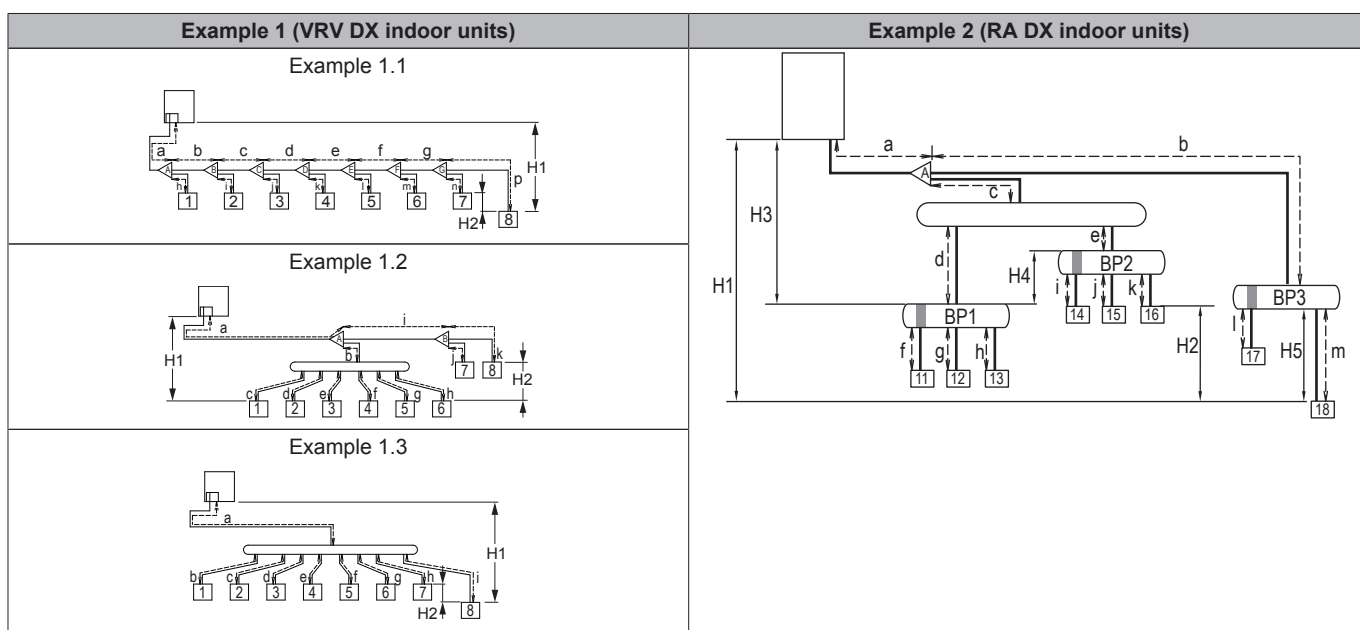 Example 1 (VRV DX indoor units)
Example 1.1
a b c d e f g
H1
A B C D E F G
p
h i j k l m n
1 2 3 4 5 6 7
H2
8
Example 1.2
a
i
H1
A B
b j k
7 8
H2
c d e f g h
1 2 3 4 5 6
Example 1.3
a
H1
b c d e f g h i
1 2 3 4 5 6 7
H2
8
Example 2 (RA DX indoor units)
a b
A
c
H3
e
d
H4
BP2
H1
i j k
BP3
BP1
14 15 16
l
H5
m
f g h
H2
17
11 12 13
18